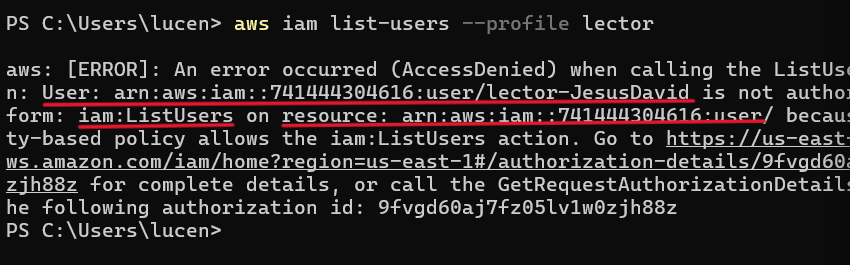 PS C:\Users\lucen> aws iam list-users --profile lector
aws: [ERROR]: An error occurred (AccessDenied) when calling the ListUse
n: User: arn:aws:iam::741444304616:user/lector-JesusDavid is not author
form: iam:ListUsers on resource: arn:aws:iam::741444304616:user/ becaus
ty-based policy allows the iam:ListUsers action. Go to https://us-east-
ws.amazon.com/iam/home?region=us-east-1#/authorization-details/9fvgd60a
zjh88z for complete details, or call the GetRequestAuthorizationDetails
he following authorization id: 9fvgd60aj7fz05lv1w0zjh88z
PS C:\Users\lucen>